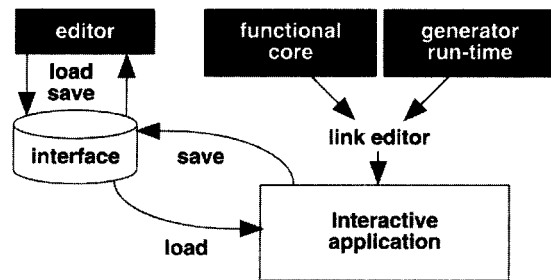 editor
load
save
interface
functional
core
generator
run-time
link editor
save
load
Interactive
application